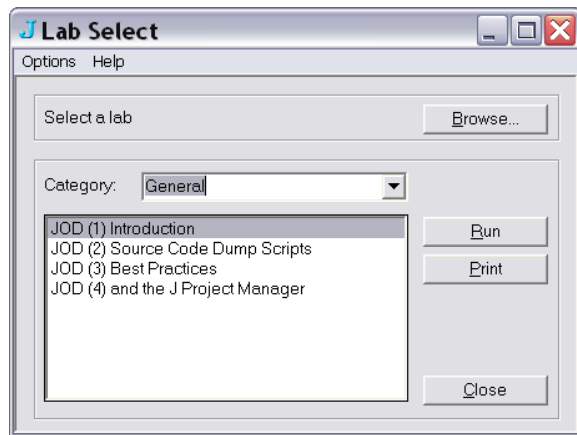 J Lab Select
Options Help
Select a lab
Browse...
Category: General
JOD (1) Introduction
JOD (2) Source Code Dump Scripts
JOD (3) Best Practices
JOD (4) and the J Project Manager
Run
Print
Close